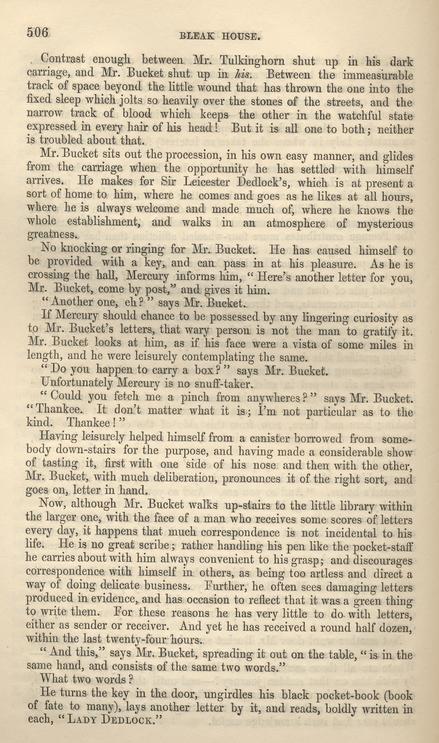 506
BLEAK HOUSE.
Contrast enough between Mr. Tulkinghorn shut up in his dark
carriage, and Mr. Bucket shut up in his. Between the immeasurable
track of space beyond the little wound that has thrown the one into the
fixed sleep which jolts so heavily over the stones of the streets, and the
narrow track of blood which keeps the other in the watchful state
expressed in every hair of his head! But it is all one to both; neither
is troubled about that.
Mr. Bucket sits out the procession, in his own easy manner, and glides
from the carriage when the opportunity he has settled with himself
arrives. He makes for Sir Leicester Dedlock's, which is at present a
sort of home to him, where he comes and goes as he likes at all hours,
where he is always welcome and made much of, where he knows the
whole establishment, and walks in an atmosphere of mysterious
greatness.
No knocking or ringing for Mr. Bucket. He has caused himself to
be provided with a key, and can pass in at his pleasure. As he is
crossing the hall, Mercury informs him, "Here's another letter for you,
Mr. Bucket, come by post," and gives it him.
"Another one, eh?" says Mr. Bucket.
If Mercury should chance to be possessed by any lingering curiosity as
to Mr. Bucket's letters, that wary person is not the man to gratify it.
Mr. Bucket looks at him, as if his face were a vista of some miles in
length, and he were leisurely contemplating the same.
"Do you happen to carry a box?" says Mr. Bucket.
Unfortunately Mercury is no snuff-taker.
"Could you fetch me a pinch from anywheres?" says Mr. Bucket.
"Thankee. It don't matter what it is; I'm not particular as to the
kind. Thankee!"
Having leisurely helped himself from a canister borrowed from some-
body down-stairs for the purpose, and having made a considerable show
of tasting it, first with one side of his nose and then with the other,
Mr. Bucket, with much deliberation, pronounces it of the right sort, and
goes on, letter in hand.
Now, although Mr. Bucket walks up-stairs to the little library within
the larger one, with the face of a man who receives some scores of letters
every day, it happens that much correspondence is not incidental to his
life. He is no great scribe; rather handling his pen like the pocket-staff
he carries about with him always convenient to his grasp; and discourages
correspondence with himself in others, as being too artless and direct a
way of doing delicate business. Further, he often sees damaging letters
produced in evidence, and has occasion to reflect that it was a green thing
to write them. For these reasons he has very little to do with letters,
either as sender or receiver. And yet he has received a round half dozen,
within the last twenty-four hours.
"And this," says Mr. Bucket, spreading it out on the table, "is in the
same hand, and consists of the same two words."
What two words?
He turns the key in the door, ungirdles his black pocket-book (book
of fate to many), lays another letter by it, and reads, boldly written in
each, "LADY DEDLOCK."